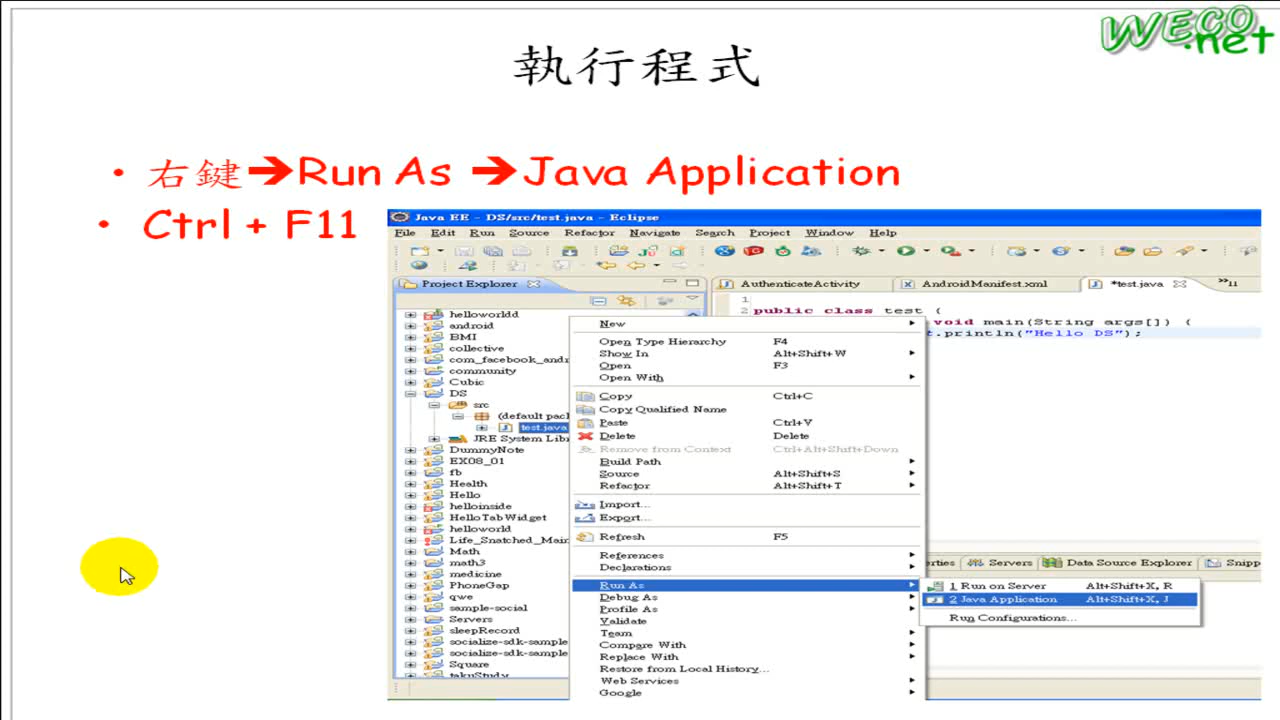 WECO.net
執行程式
• 右鍵➔Run As ➔Java Application
• Ctrl + F11
Java EE - DS/src/test.java - Eclipse
File Edit Run Source Refactor Navigate Search Project Window Help
Project Explorer
AuthenticateActivity
AndroidManifest.xml
*test.java
»11
helloworldd
android
BMI
collective
com_facebook_andr
community
Cubic
DS
src
(default pacl
test.java
JRE System Libr
DummyNote
EX08_01
fb
Health
Hello
helloinside
HelloTabWidget
helloworld
Life_Snatched_Main
Math
math3
medicine
PhoneGap
qwe
sample-social
Servers
sleepRecord
socialize-sdk-sample
socialize-sdk-sample
Square
takuStudy
1
2 public class test {
void main(String args[]) {
t.println("Hello DS");
New
Open Type Hierarchy F4
Show In Alt+Shift+W
Open F3
Open With
Copy Ctrl+C
Copy Qualified Name
Paste Ctrl+V
Delete Delete
Remove from Context Ctrl+Alt+Shift+Down
Build Path
Source Alt+Shift+S
Refactor Alt+Shift+T
Import...
Export...
Refresh F5
References
Declarations
Run As
Debug As
Profile As
Validate
Team
Compare With
Replace With
Restore from Local History...
Web Services
Google
erties Servers Data Source Explorer Snipp
1 Run on Server Alt+Shift+X, R
2 Java Application Alt+Shift+X, J
Run Configurations...